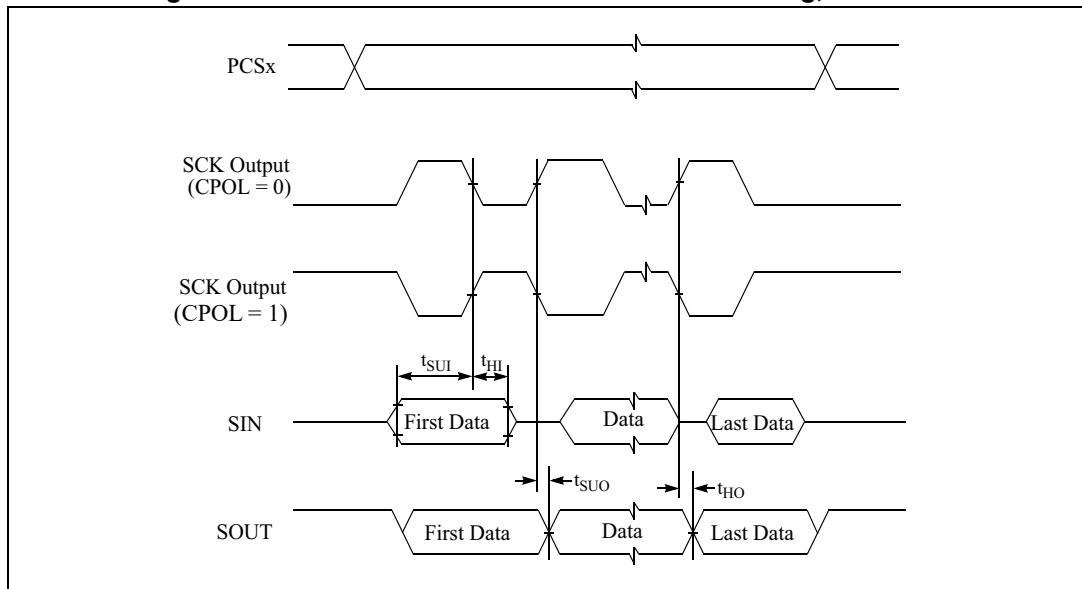 PCSx
SCK Output
(CPOL = 0)
SCK Output
(CPOL = 1)
tSUI
tHI
SIN
First Data
Data
Last Data
tSUO
tHO
SOUT
First Data
Data
Last Data